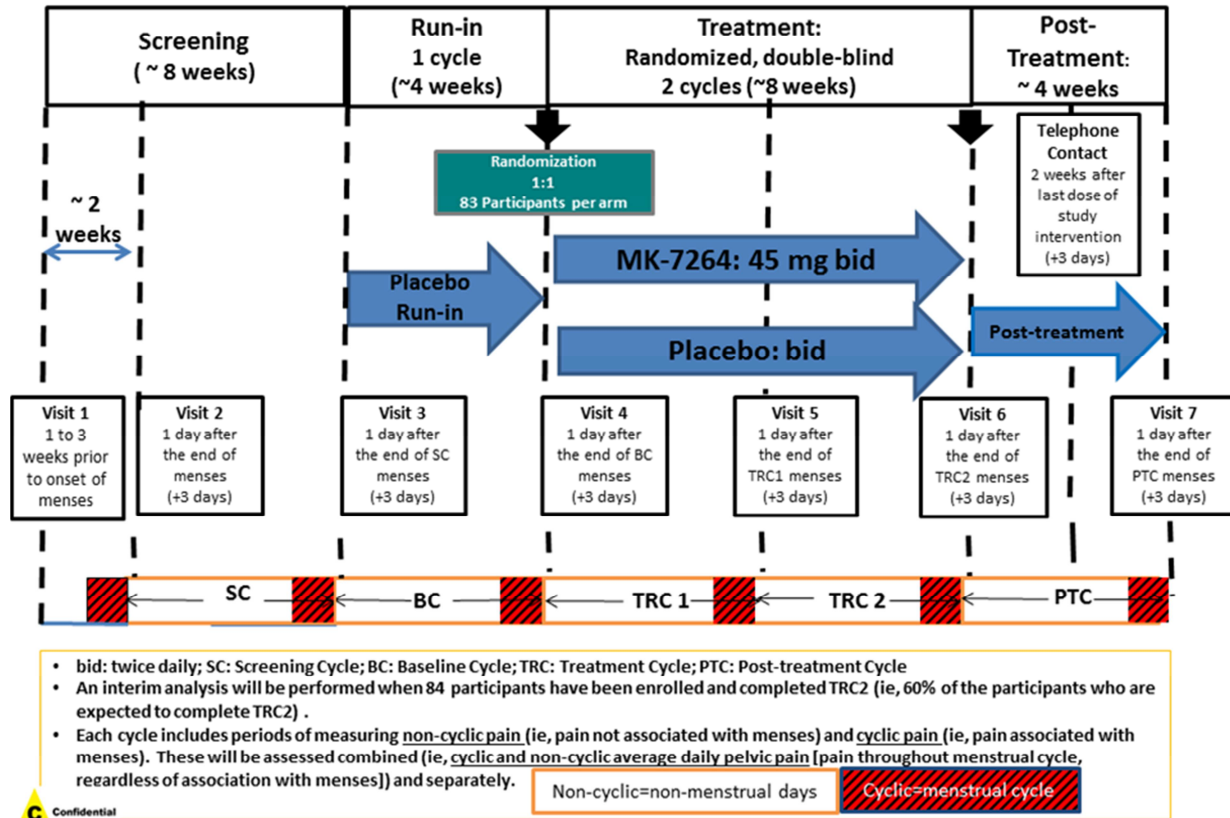 Screening
( ~ 8 weeks)
Run-in
1 cycle
(~4 weeks)
Treatment:
Randomized, double-blind
2 cycles (~8 weeks)
Post-
Treatment:
~ 4 weeks
Randomization
1:1
83 Participants per arm
Telephone
Contact
2 weeks after
last dose of
study
intervention
(+3 days)
~ 2
weeks
Placebo
Run-in
MK-7264: 45 mg bid
Placebo: bid
Post-treatment
Visit 1
1 to 3
weeks prior
to onset of
menses
Visit 2
1 day after
the end of
menses
(+3 days)
Visit 3
1 day after
the end of SC
menses
(+3 days)
Visit 4
1 day after
the end of BC
menses
(+3 days)
Visit 5
1 day after
the end of
TRC1 menses
(+3 days)
Visit 6
1 day after
the end of
TRC2 menses
(+3 days)
Visit 7
1 day after
the end of
PTC menses
(+3 days)
SC
BC
TRC 1
TRC 2
PTC
• bid: twice daily; SC: Screening Cycle; BC: Baseline Cycle; TRC: Treatment Cycle; PTC: Post-treatment Cycle
• An interim analysis will be performed when 84 participants have been enrolled and completed TRC2 (ie, 60% of the participants who are
expected to complete TRC2) .
• Each cycle includes periods of measuring non-cyclic pain (ie, pain not associated with menses) and cyclic pain (ie, pain associated with
menses). These will be assessed combined (ie, cyclic and non-cyclic average daily pelvic pain [pain throughout menstrual cycle,
regardless of association with menses]) and separately.
Non-cyclic=non-menstrual days
Cyclic=menstrual cycle
C Confidential